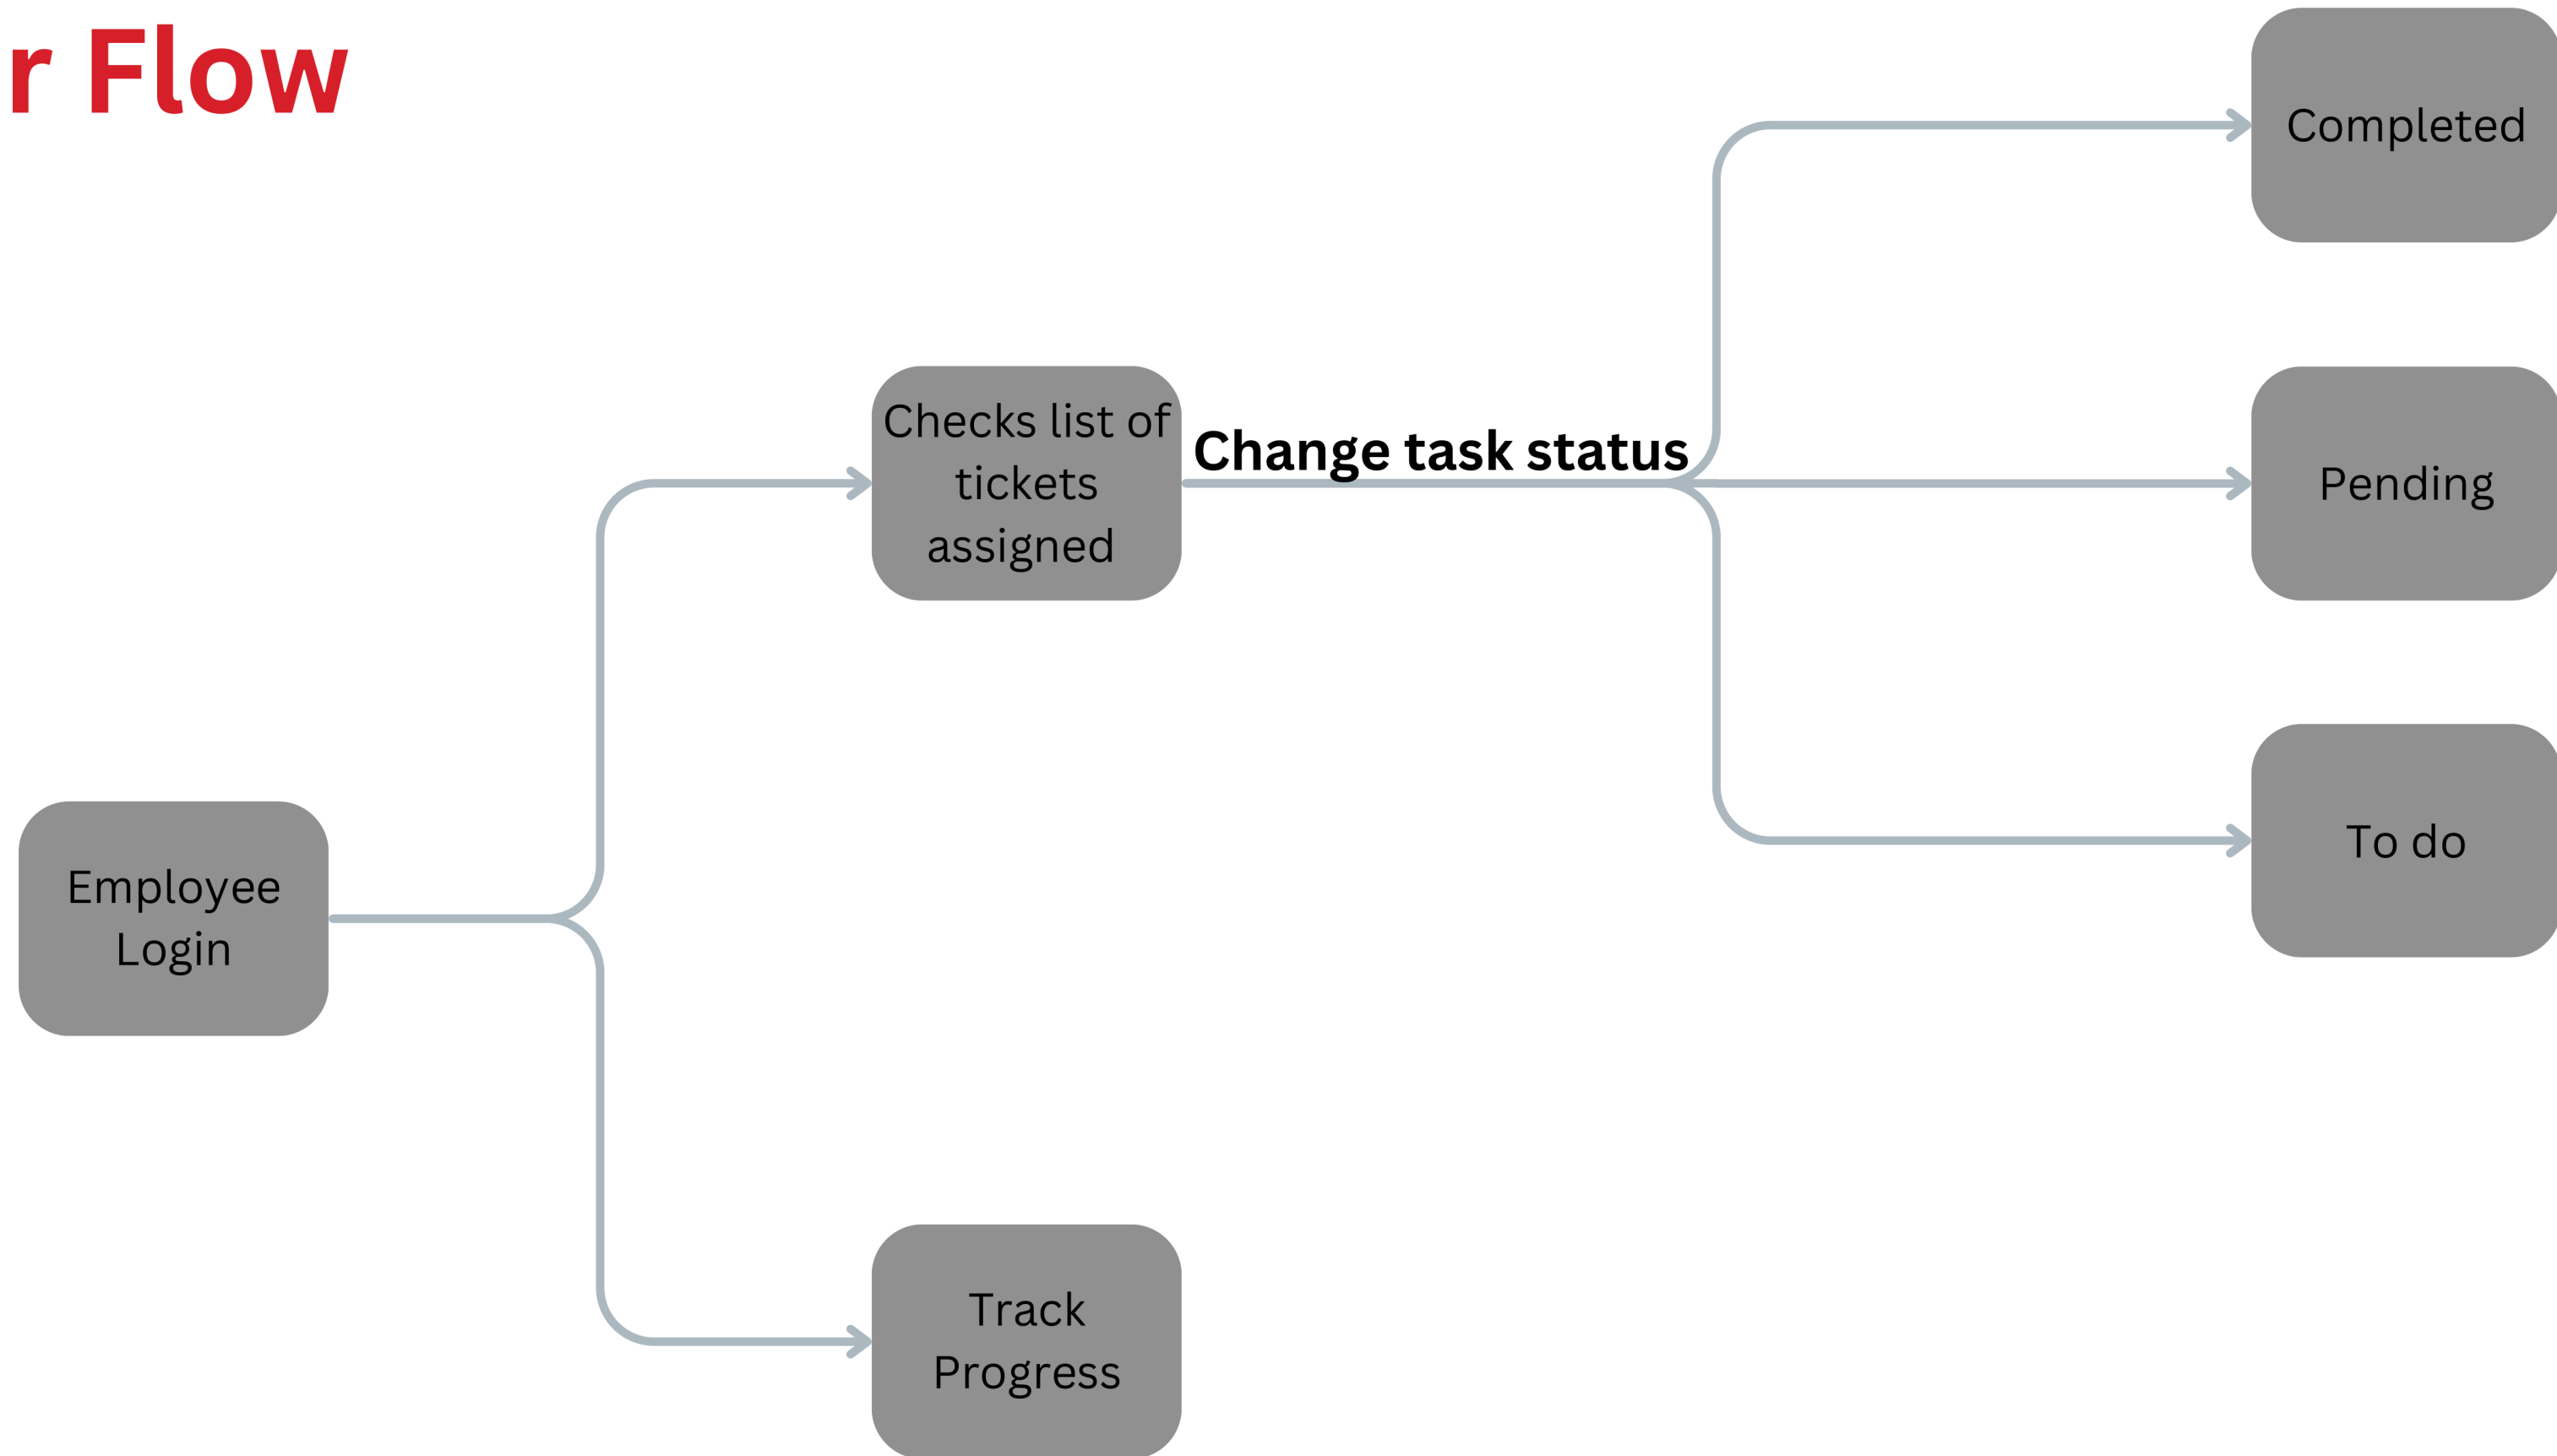 r Flow
Completed
Checks list of
tickets
assigned
Change task status
Pending
To do
Employee
Login
Track
Progress